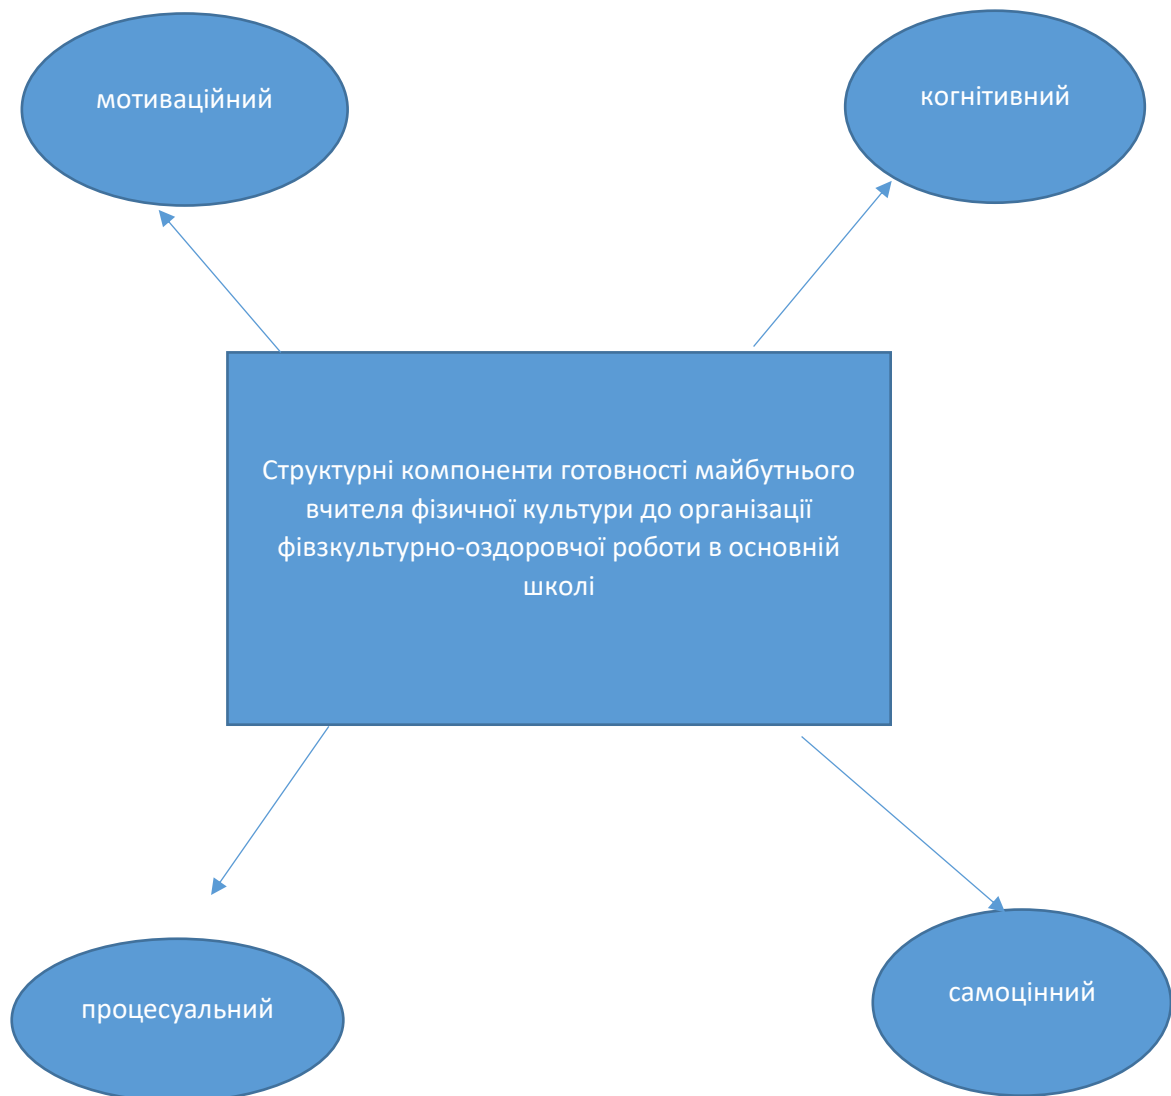 мотиваційний
когнітивний
Структурні компоненти готовності майбутнього
вчителя фізичної культури до організації
фівзкультурно-оздоровчої роботи в основній
школі
процесуальний
самоцінний